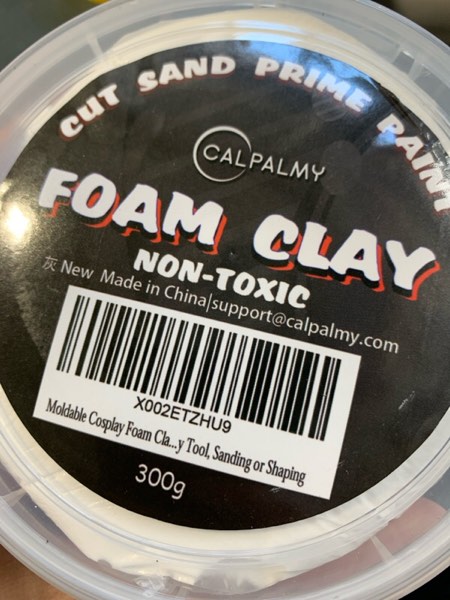 CUT SAND PRIME PAINT
CALPALMY
FOAM CLAY
NON-TOXIC
灰 New Made in China|support@calpalmy.com
X002ETZHU9
Moldable Cosplay Foam Cla...y Tool, Sanding or Shaping
300g